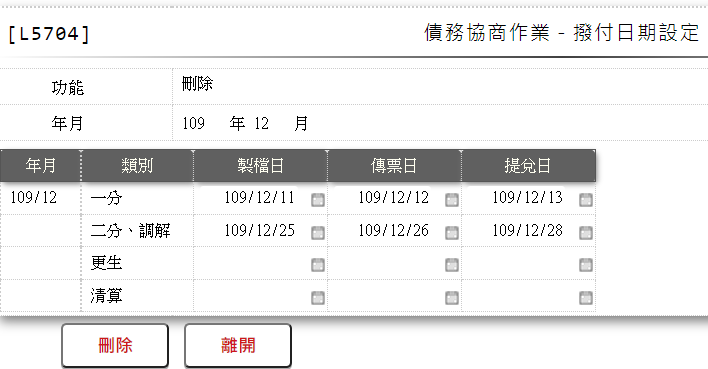 [L5704] 債務協商作業－撥付日期設定
功能 刪除
年月 109 年 12 月
年月 類別 製檔日 傳票日 提兌日
109/12 一分 109/12/11 109/12/12 109/12/13
二分、調解 109/12/25 109/12/26 109/12/28
更生
清算
刪除 離開